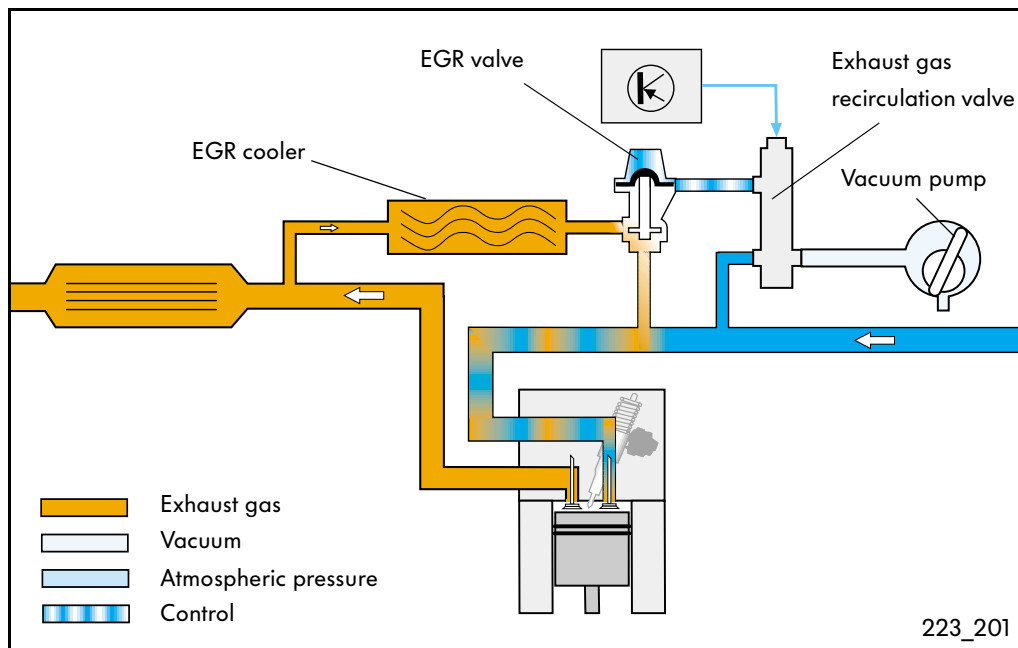 EGR valve
Exhaust gas
recirculation valve
EGR cooler
Vacuum pump
Exhaust gas
Vacuum
Atmospheric pressure
Control
223_201